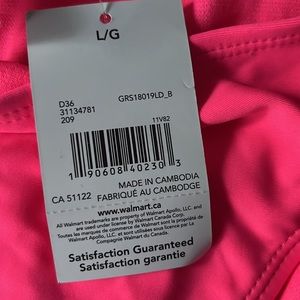 L/G
D36
31134781 GRS18019LD_B
209
11V82
1 90608 40230 3
MADE IN CAMBODIA
CA 51122 FABRIQUÉ AU CAMBODGE
www.walmart.ca
All Walmart trademarks are property of Walmart Apollo, LLC. and
are used under license by Walmart Canada Corp.
Toutes les marques de commerce de Walmart sont la propriété de
Walmart Apollo, LLC. et sont utilisées sous licence par La
Compagnie Walmart du Canada.
Satisfaction Guaranteed
Satisfaction garantie